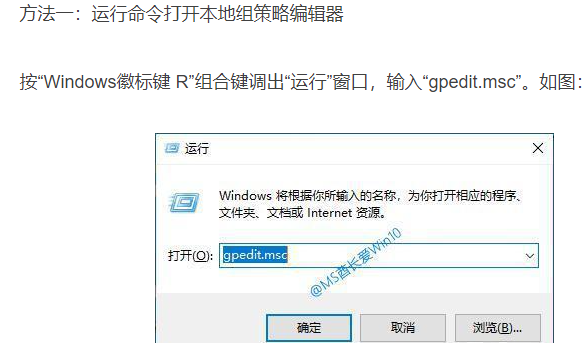 方法一：运行命令打开本地组策略编辑器
按“Windows徽标键 R”组合键调出“运行”窗口，输入“gpedit.msc”。如图：
运行
Windows 将根据你所输入的名称，为你打开相应的程序、
文件夹、文档或 Internet 资源。
打开(O): gpedit.msc
@MS酋长爱Win10
确定 取消 浏览(B)...